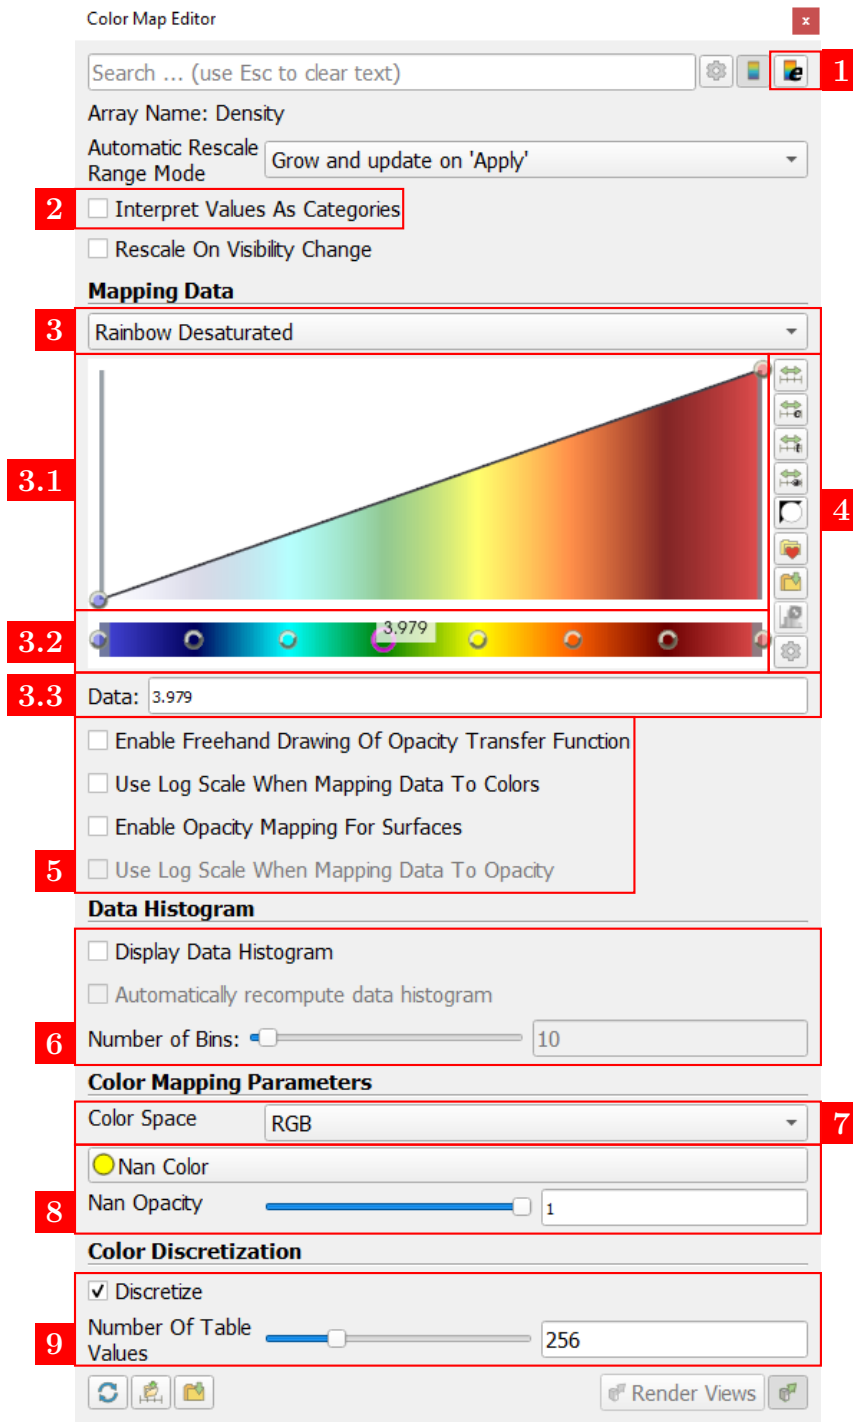 Color Map Editor
x
Search ... (use Esc to clear text)
e
1
Array Name: Density
Automatic Rescale
Range Mode
Grow and update on 'Apply'
2
Interpret Values As Categories
Rescale On Visibility Change
Mapping Data
3
Rainbow Desaturated
3.1
4
3.2
3.979
3.3
Data:
3.979
Enable Freehand Drawing Of Opacity Transfer Function
Use Log Scale When Mapping Data To Colors
Enable Opacity Mapping For Surfaces
5
Use Log Scale When Mapping Data To Opacity
Data Histogram
Display Data Histogram
Automatically recompute data histogram
6
Number of Bins:
10
Color Mapping Parameters
Color Space
RGB
7
Nan Color
8
Nan Opacity
1
Color Discretization
Discretize
9
Number Of Table
Values
256
Render Views